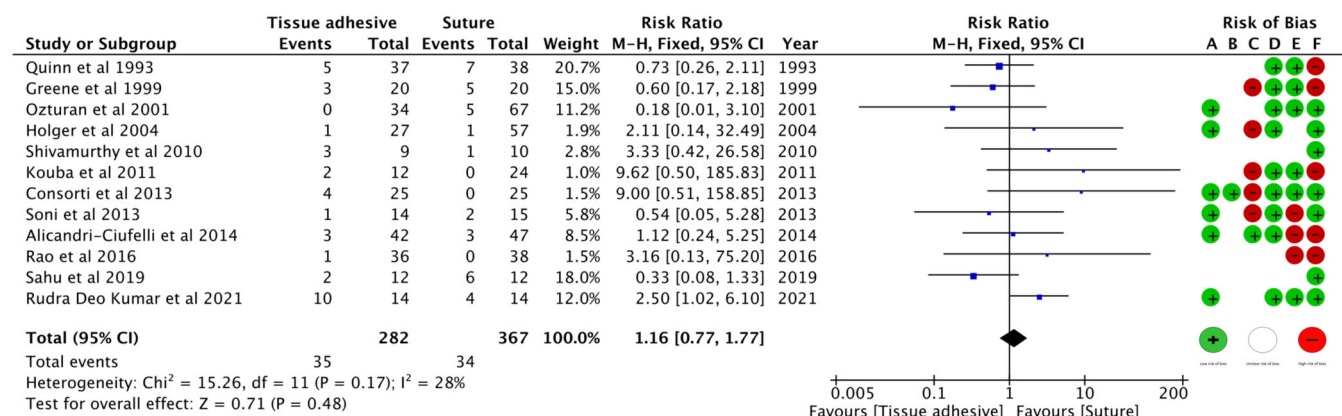 Tissue adhesive Suture Risk Ratio Risk Ratio Risk of Bias
Study or Subgroup Events Total Events Total Weight M-H, Fixed, 95% CI Year M-H, Fixed, 95% CI A B C D E F
Quinn et al 1993 5 37 7 38 20.7% 0.73 [0.26, 2.11] 1993 + + −
Greene et al 1999 3 20 5 20 15.0% 0.60 [0.17, 2.18] 1999 − + + −
Ozturan et al 2001 0 34 5 67 11.2% 0.18 [0.01, 3.10] 2001 + + + +
Holger et al 2004 1 27 1 57 1.9% 2.11 [0.14, 32.49] 2004 + − + +
Shivamurthy et al 2010 3 9 1 10 2.8% 3.33 [0.42, 26.58] 2010 +
Kouba et al 2011 2 12 0 24 1.0% 9.62 [0.50, 185.83] 2011 − + + −
Consorti et al 2013 4 25 0 25 1.5% 9.00 [0.51, 158.85] 2013 + + − + + +
Soni et al 2013 1 14 2 15 5.8% 0.54 [0.05, 5.28] 2013 + − + − +
Alicandri-Ciufelli et al 2014 3 42 3 47 8.5% 1.12 [0.24, 5.25] 2014 + + + − −
Rao et al 2016 1 36 0 38 1.5% 3.16 [0.13, 75.20] 2016 − −
Sahu et al 2019 2 12 6 12 18.0% 0.33 [0.08, 1.33] 2019 +
Rudra Deo Kumar et al 2021 10 14 4 14 12.0% 2.50 [1.02, 6.10] 2021 + + + +
Total (95% CI) 282 367 100.0% 1.16 [0.77, 1.77] + −
Low risk of bias Unclear risk of bias High risk of bias
Total events 35 34
Heterogeneity: Chi² = 15.26, df = 11 (P = 0.17); I² = 28%
Test for overall effect: Z = 0.71 (P = 0.48)
0.005 0.1 1 10 200
Favours [Tissue adhesive] Favours [Suture]